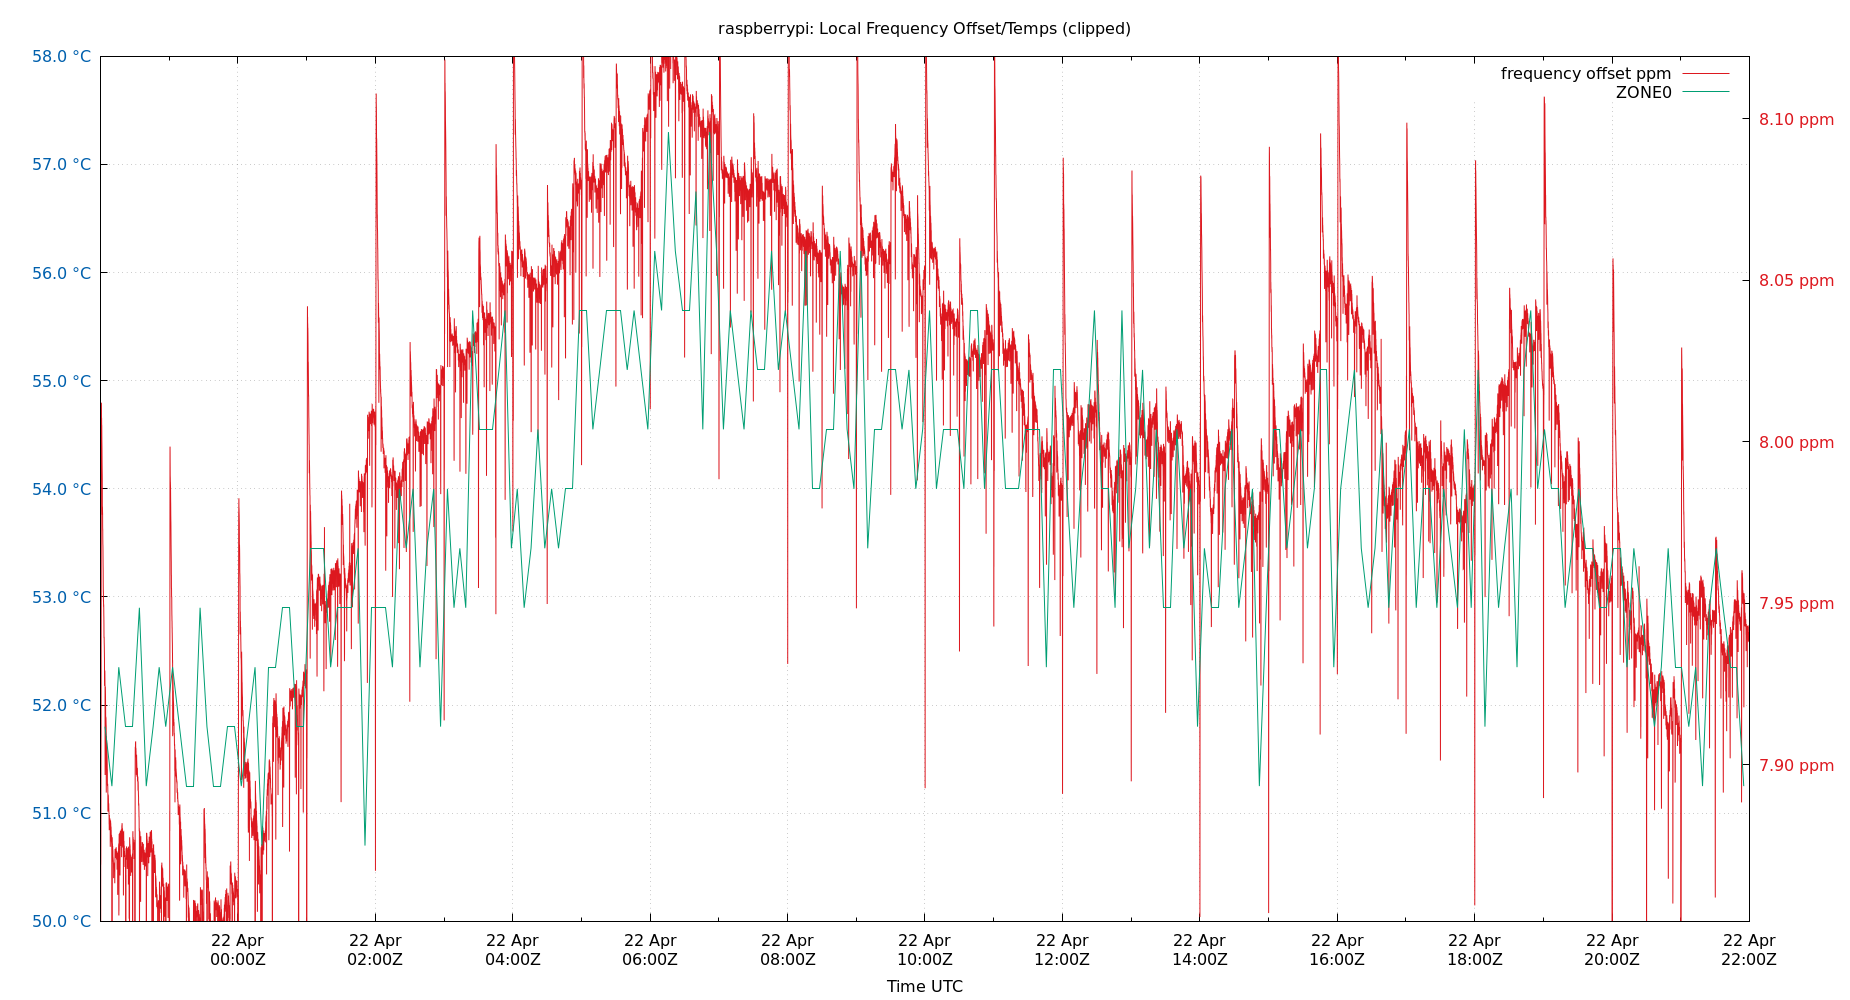 raspberrypi: Local Frequency Offset/Temps (clipped)
frequency offset ppm
ZONE0
58.0 °C
57.0 °C
56.0 °C
55.0 °C
54.0 °C
53.0 °C
52.0 °C
51.0 °C
50.0 °C
8.10 ppm
8.05 ppm
8.00 ppm
7.95 ppm
7.90 ppm
22 Apr 22 Apr 22 Apr 22 Apr 22 Apr 22 Apr 22 Apr 22 Apr 22 Apr 22 Apr 22 Apr 22 Apr
00:00Z 02:00Z 04:00Z 06:00Z 08:00Z 10:00Z 12:00Z 14:00Z 16:00Z 18:00Z 20:00Z 22:00Z
Time UTC